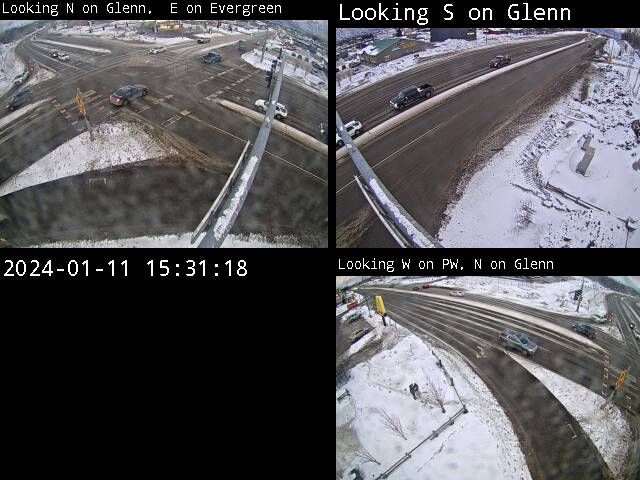 Looking N on Glenn,  E on Evergreen
Looking S on Glenn
2024-01-11 15:31:18
Looking W on PW, N on Glenn